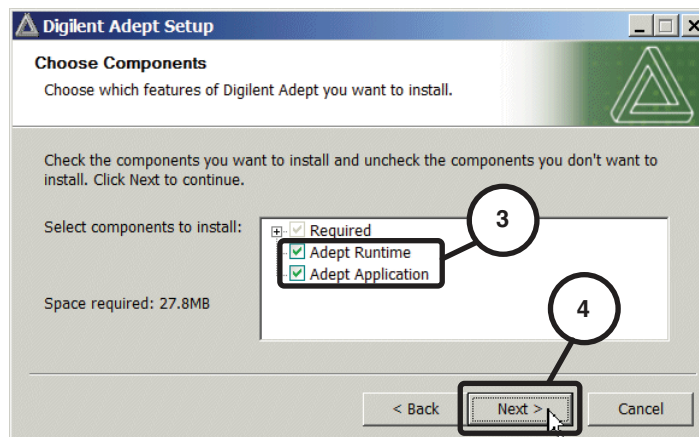 Digilent Adept Setup
Choose Components
Choose which features of Digilent Adept you want to install.
Check the components you want to install and uncheck the components you don't want to
install. Click Next to continue.
Select components to install:
Required
Adept Runtime
Adept Application
3
Space required: 27.8MB
4
< Back
Next >
Cancel